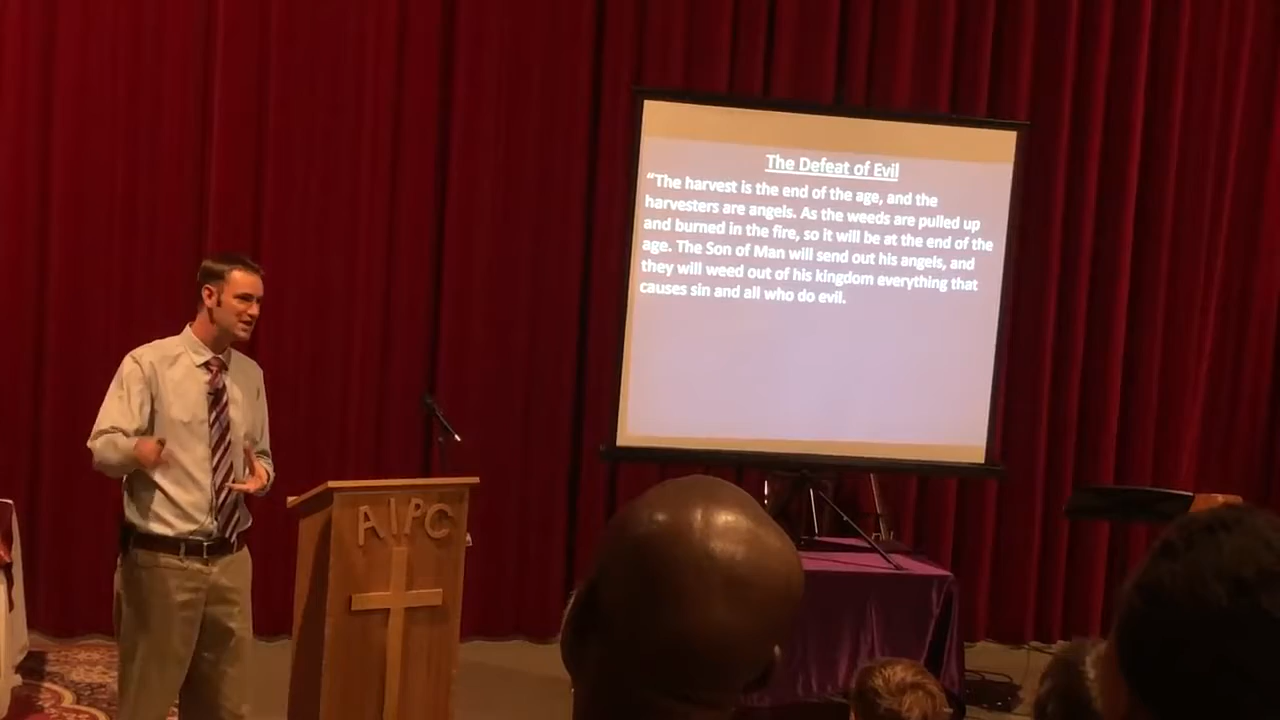 The Defeat of Evil
“The harvest is the end of the age, and the
harvesters are angels. As the weeds are pulled up
and burned in the fire, so it will be at the end of the
age. The Son of Man will send out his angels, and
they will weed out of his kingdom everything that
causes sin and all who do evil.
AIPC